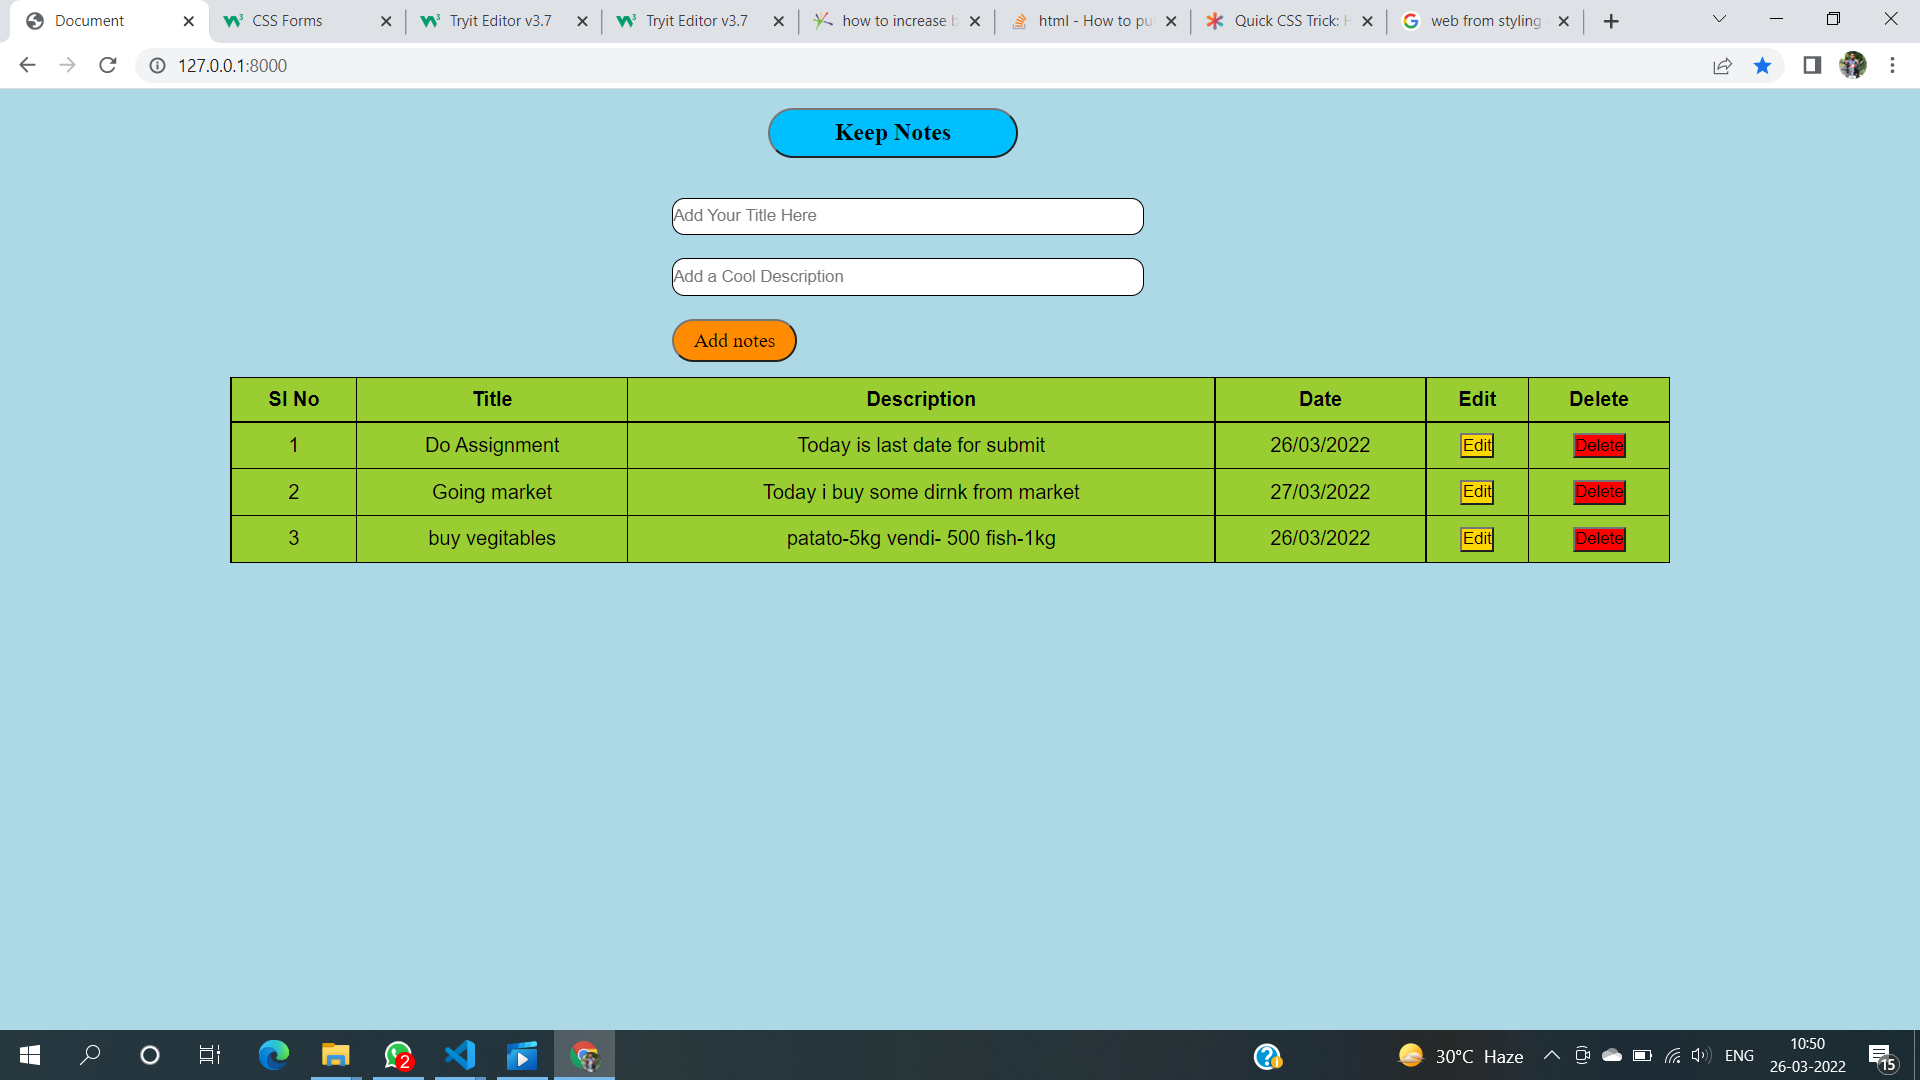 Document
CSS Forms
Tryit Editor v3.7
Tryit Editor v3.7
how to increase b
html - How to pu
Quick CSS Trick: H
web from styling
127.0.0.1:8000
Keep Notes
Add Your Title Here
Add a Cool Description
Add notes
Sl No Title Description Date Edit Delete
1 Do Assignment Today is last date for submit 26/03/2022 Edit Delete
2 Going market Today i buy some dirnk from market 27/03/2022 Edit Delete
3 buy vegitables patato-5kg vendi- 500 fish-1kg 26/03/2022 Edit Delete
2
30°C Haze
ENG
10:50
26-03-2022
15